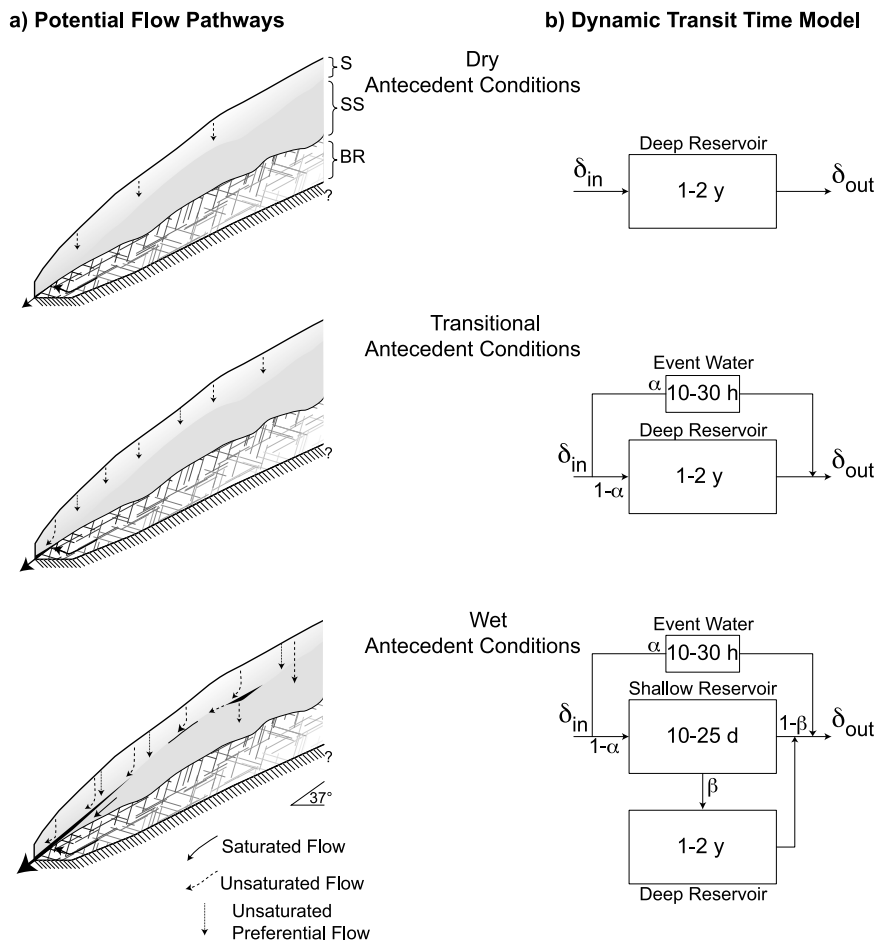 a) Potential Flow Pathways
b) Dynamic Transit Time Model
Dry
Antecedent Conditions
S
SS
BR
?
Deep Reservoir
δin
1-2 y
δout
Transitional
Antecedent Conditions
?
Event Water
α
10-30 h
Deep Reservoir
δin
1-α
1-2 y
δout
Wet
Antecedent Conditions
?
37°
Saturated Flow
Unsaturated Flow
Unsaturated
Preferential Flow
Event Water
α
10-30 h
Shallow Reservoir
δin
1-α
10-25 d
1-β
δout
β
1-2 y
Deep Reservoir